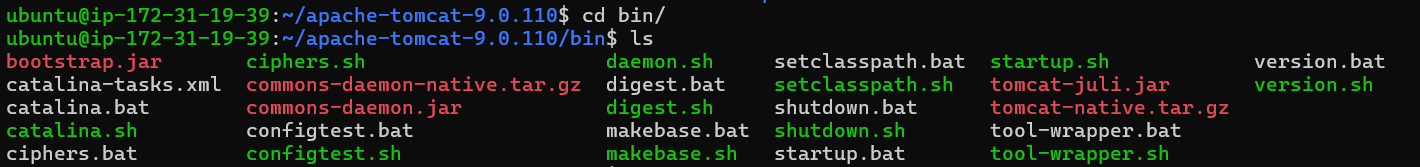 ubuntu@ip-172-31-19-39:~/apache-tomcat-9.0.110$ cd bin/
ubuntu@ip-172-31-19-39:~/apache-tomcat-9.0.110/bin$ ls
bootstrap.jar ciphers.sh daemon.sh setclasspath.bat startup.sh version.bat
catalina-tasks.xml commons-daemon-native.tar.gz digest.bat setclasspath.sh tomcat-juli.jar version.sh
catalina.bat commons-daemon.jar digest.sh shutdown.bat tomcat-native.tar.gz
catalina.sh configtest.bat makebase.bat shutdown.sh tool-wrapper.bat
ciphers.bat configtest.sh makebase.sh startup.bat tool-wrapper.sh